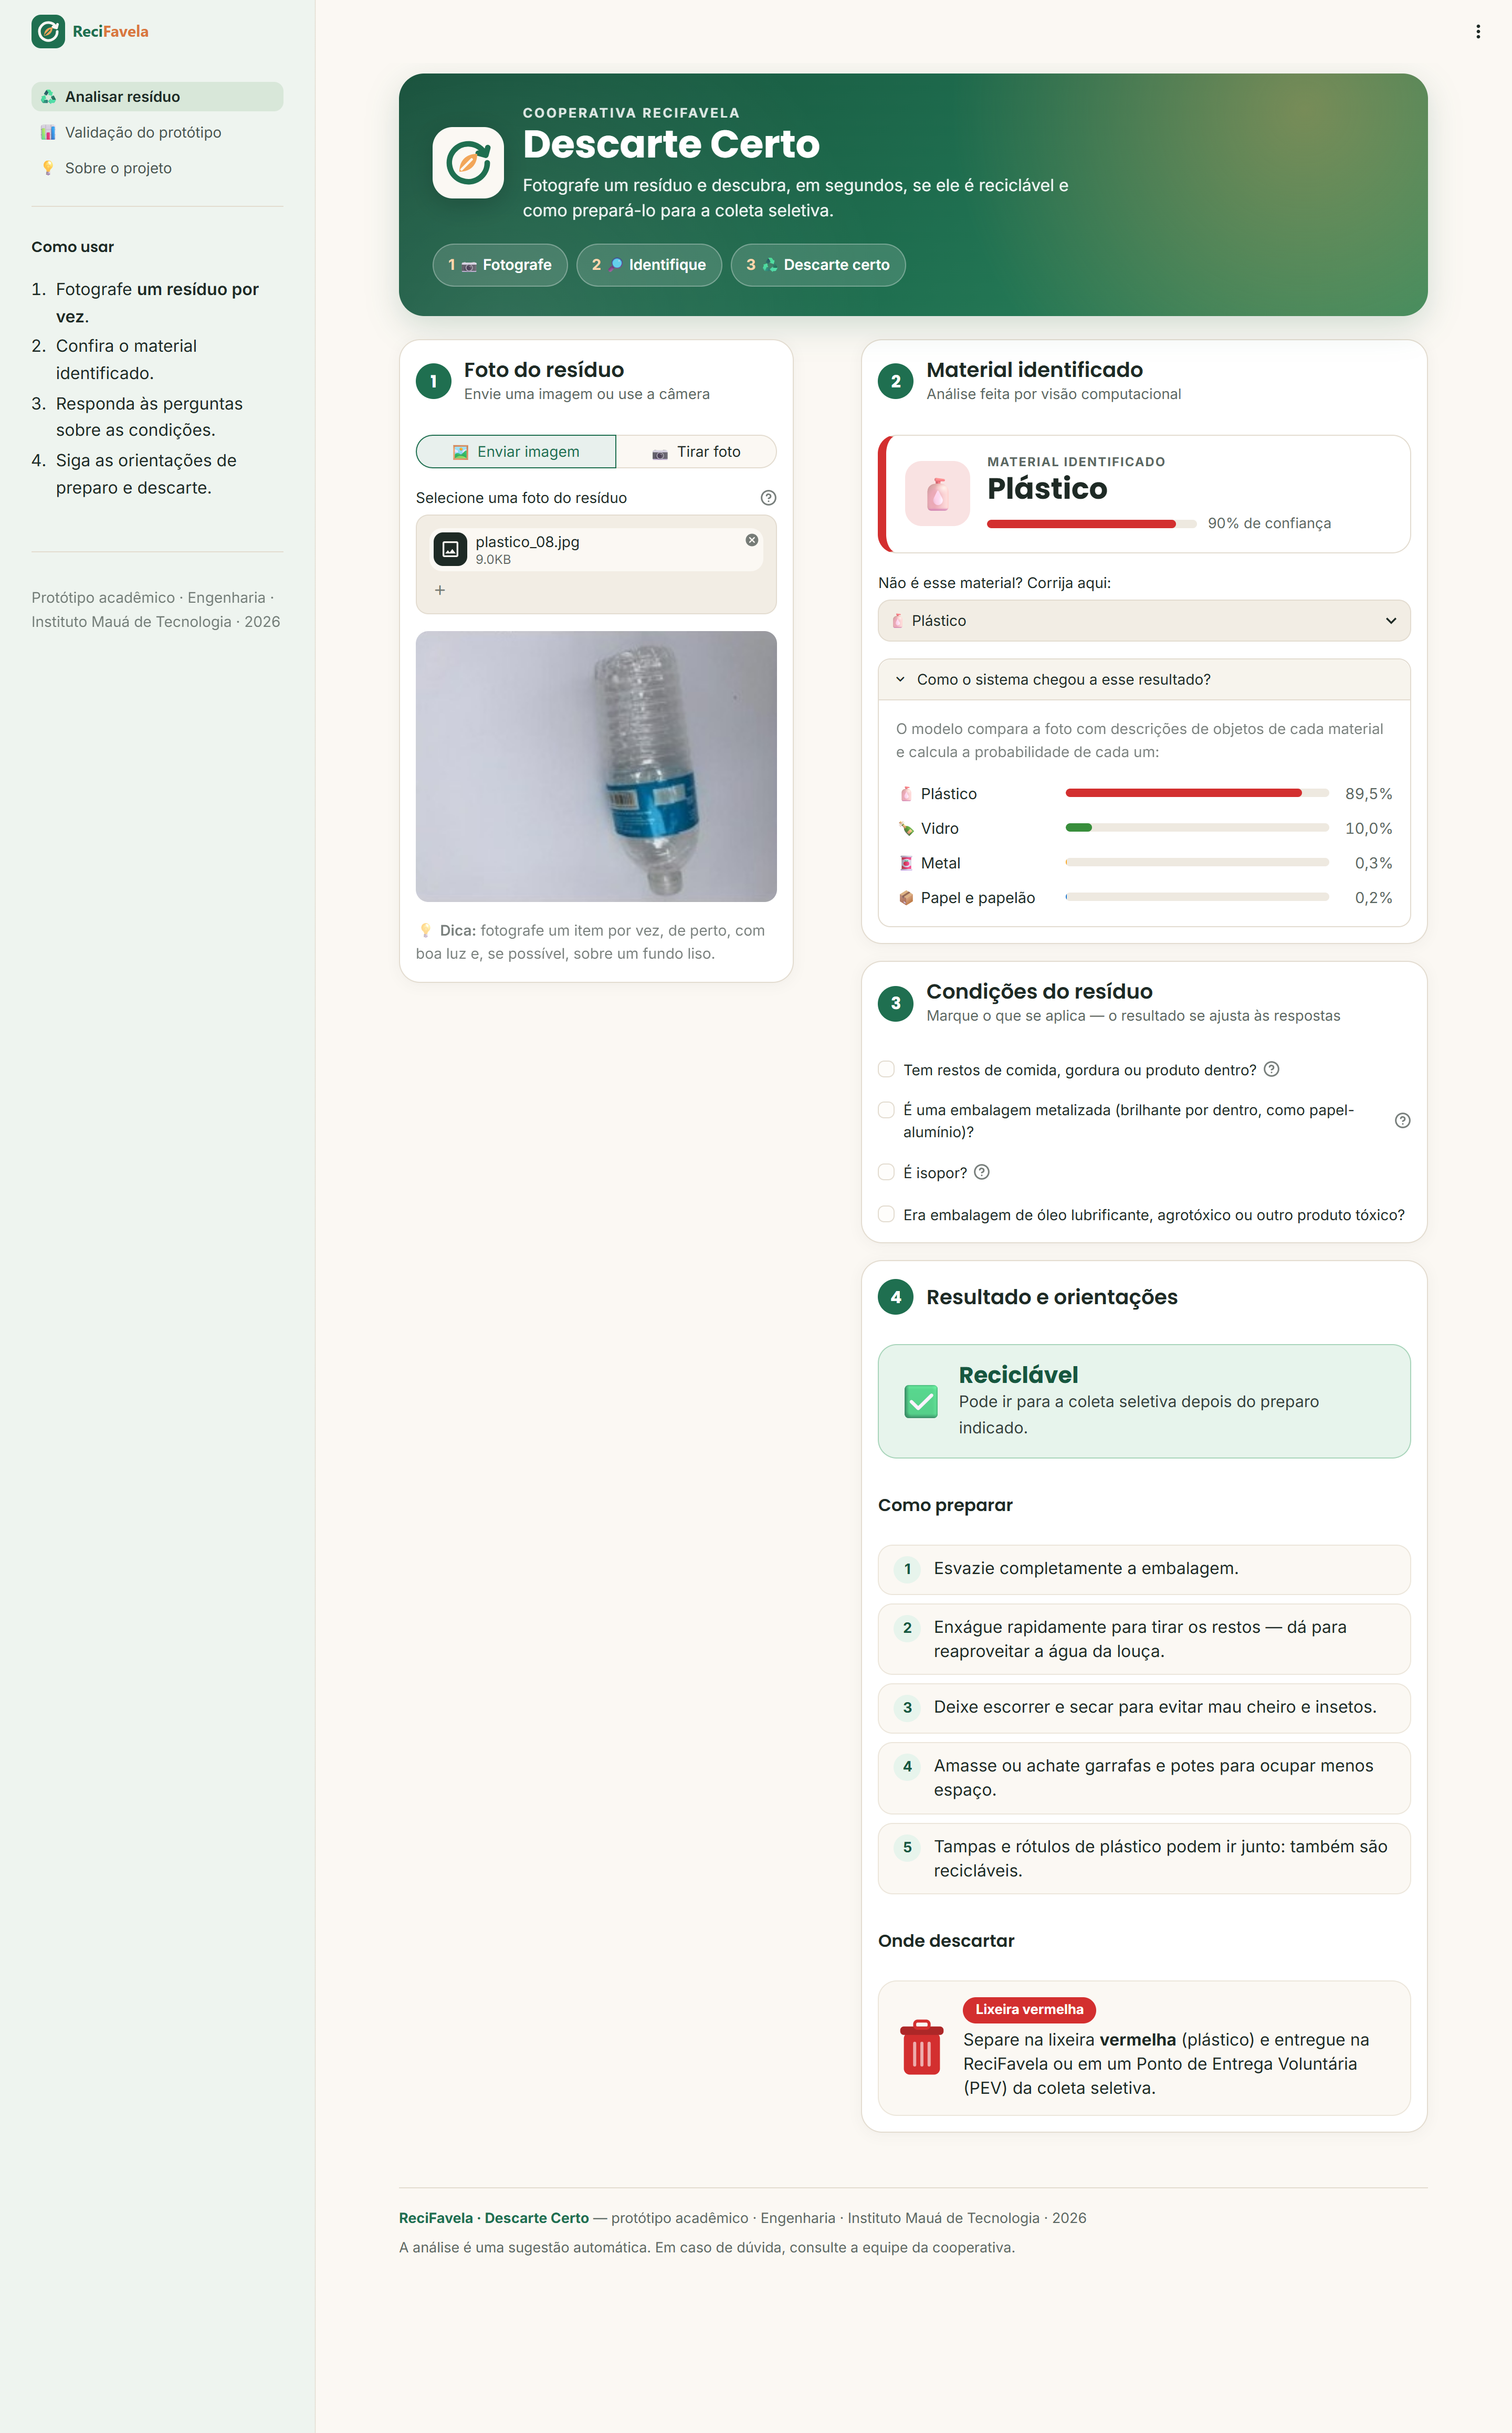 ReciFavela
Analisar resíduo
Validação do protótipo
Sobre o projeto
Como usar
1. Fotografe um resíduo por
vez.
2. Confira o material
identificado.
3. Responda às perguntas
sobre as condições.
4. Siga as orientações de
preparo e descarte.
Protótipo acadêmico · Engenharia ·
Instituto Mauá de Tecnologia · 2026
COOPERATIVA RECIFAVELA
Descarte Certo
Fotografe um resíduo e descubra, em segundos, se ele é reciclável e
como prepará-lo para a coleta seletiva.
1 Fotografe
2 Identifique
3 Descarte certo
1
Foto do resíduo
Envie uma imagem ou use a câmera
Enviar imagem
Tirar foto
Selecione uma foto do resíduo
plastico_08.jpg
9.0KB
Dica: fotografe um item por vez, de perto, com
boa luz e, se possível, sobre um fundo liso.
2
Material identificado
Análise feita por visão computacional
MATERIAL IDENTIFICADO
Plástico
90% de confiança
Não é esse material? Corrija aqui:
Plástico
Como o sistema chegou a esse resultado?
O modelo compara a foto com descrições de objetos de cada material
e calcula a probabilidade de cada um:
Plástico 89,5%
Vidro 10,0%
Metal 0,3%
Papel e papelão 0,2%
3
Condições do resíduo
Marque o que se aplica — o resultado se ajusta às respostas
Tem restos de comida, gordura ou produto dentro?
É uma embalagem metalizada (brilhante por dentro, como papel-
alumínio)?
É isopor?
Era embalagem de óleo lubrificante, agrotóxico ou outro produto tóxico?
4
Resultado e orientações
Reciclável
Pode ir para a coleta seletiva depois do preparo
indicado.
Como preparar
1 Esvazie completamente a embalagem.
2 Enxágue rapidamente para tirar os restos — dá para
reaproveitar a água da louça.
3 Deixe escorrer e secar para evitar mau cheiro e insetos.
4 Amasse ou achate garrafas e potes para ocupar menos
espaço.
5 Tampas e rótulos de plástico podem ir junto: também são
recicláveis.
Onde descartar
Lixeira vermelha
Separe na lixeira vermelha (plástico) e entregue na
ReciFavela ou em um Ponto de Entrega Voluntária
(PEV) da coleta seletiva.
ReciFavela · Descarte Certo — protótipo acadêmico · Engenharia · Instituto Mauá de Tecnologia · 2026
A análise é uma sugestão automática. Em caso de dúvida, consulte a equipe da cooperativa.